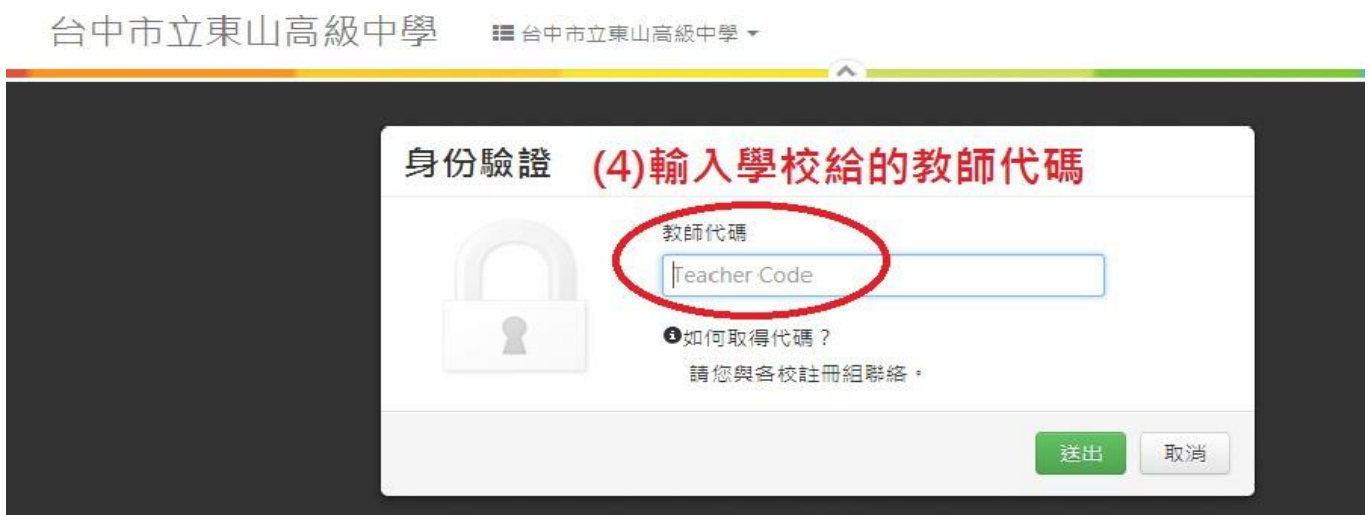 台中市立東山高級中學
台中市立東山高級中學
身份驗證
(4)輸入學校給的教師代碼
教師代碼
Teacher Code
如何取得代碼？
請您與各校註冊組聯絡。
送出
取消